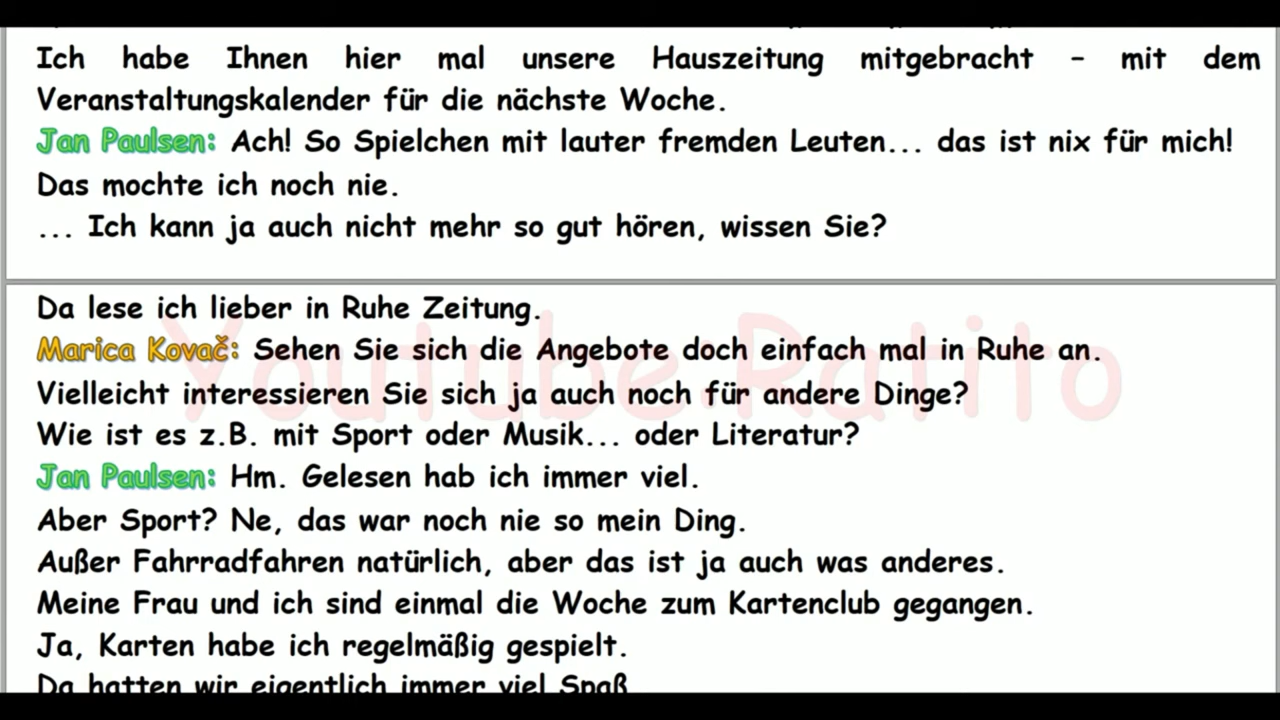 Ich habe Ihnen hier mal unsere Hauszeitung mitgebracht – mit dem
Veranstaltungskalender für die nächste Woche.
Jan Paulsen: Ach! So Spielchen mit lauter fremden Leuten... das ist nix für mich!
Das mochte ich noch nie.
... Ich kann ja auch nicht mehr so gut hören, wissen Sie?
Da lese ich lieber in Ruhe Zeitung.
Marica Kovač: Sehen Sie sich die Angebote doch einfach mal in Ruhe an.
Vielleicht interessieren Sie sich ja auch noch für andere Dinge?
Wie ist es z.B. mit Sport oder Musik... oder Literatur?
Jan Paulsen: Hm. Gelesen hab ich immer viel.
Aber Sport? Ne, das war noch nie so mein Ding.
Außer Fahrradfahren natürlich, aber das ist ja auch was anderes.
Meine Frau und ich sind einmal die Woche zum Kartenclub gegangen.
Ja, Karten habe ich regelmäßig gespielt.
Da hatten wir eigentlich immer viel Spaß
Youtube:Ratito